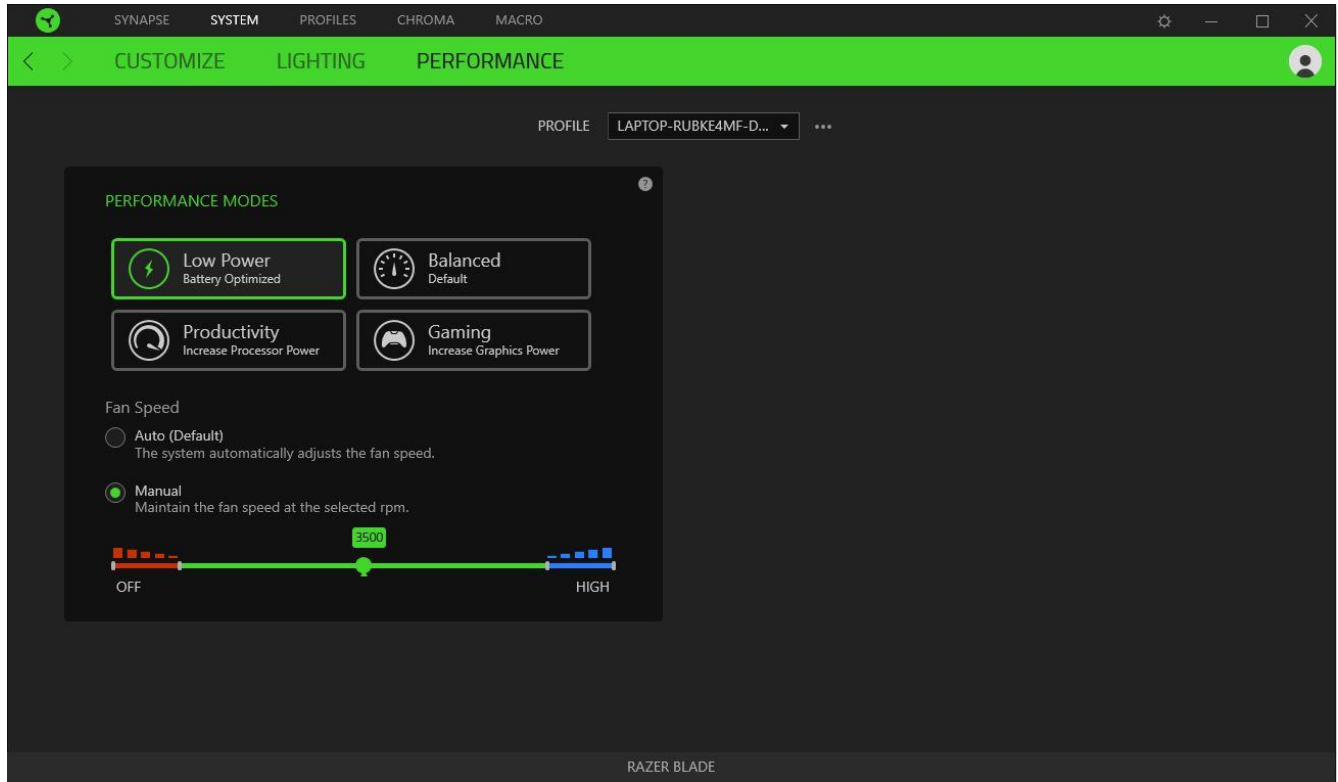 SYNAPSE SYSTEM PROFILES CHROMA MACRO
CUSTOMIZE LIGHTING PERFORMANCE
PROFILE LAPTOP-RUBKE4MF-D...
PERFORMANCE MODES
Low Power
Battery Optimized
Balanced
Default
Productivity
Increase Processor Power
Gaming
Increase Graphics Power
Fan Speed
Auto (Default)
The system automatically adjusts the fan speed.
Manual
Maintain the fan speed at the selected rpm.
3500
OFF HIGH
RAZER BLADE